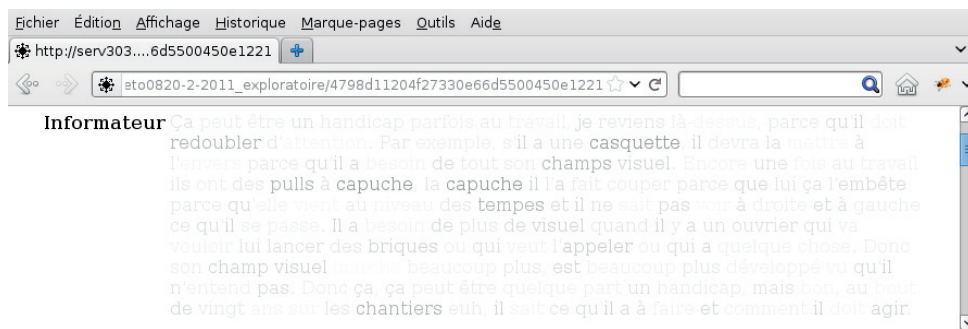 Fichier Édition Affichage Historique Marque-pages Outils Aide
http://serv303....6d5500450e1221
eto0820-2-2011_exploratoire/4798d11204f27330e66d5500450e1221
Informateur Ça peut être un handicap parfois au travail, je reviens là-dessus, parce qu'il doit
redoubler d'attention. Par exemple, s'il a une casquette, il devra la mettre à
l'envers parce qu'il a besoin de tout son champs visuel. Encore une fois au travail
ils ont des pulls à capuche, la capuche il l'a fait couper parce que lui ça l'embête
parce qu'elle vient au niveau des tempes et il ne sait pas voir à droite et à gauche
ce qu'il se passe. Il a besoin de plus de visuel quand il y a un ouvrier qui va
vouloir lui lancer des briques ou qui veut l'appeler ou qui a quelque chose. Donc
son champ visuel beaucoup plus, est beaucoup plus développé vu qu'il
n'entend pas. Donc ça, ça peut être quelque part un handicap, mais bon, au bout
de vingt ans sur les chantiers euh, il sait ce qu'il a à faire et comment il doit agir.